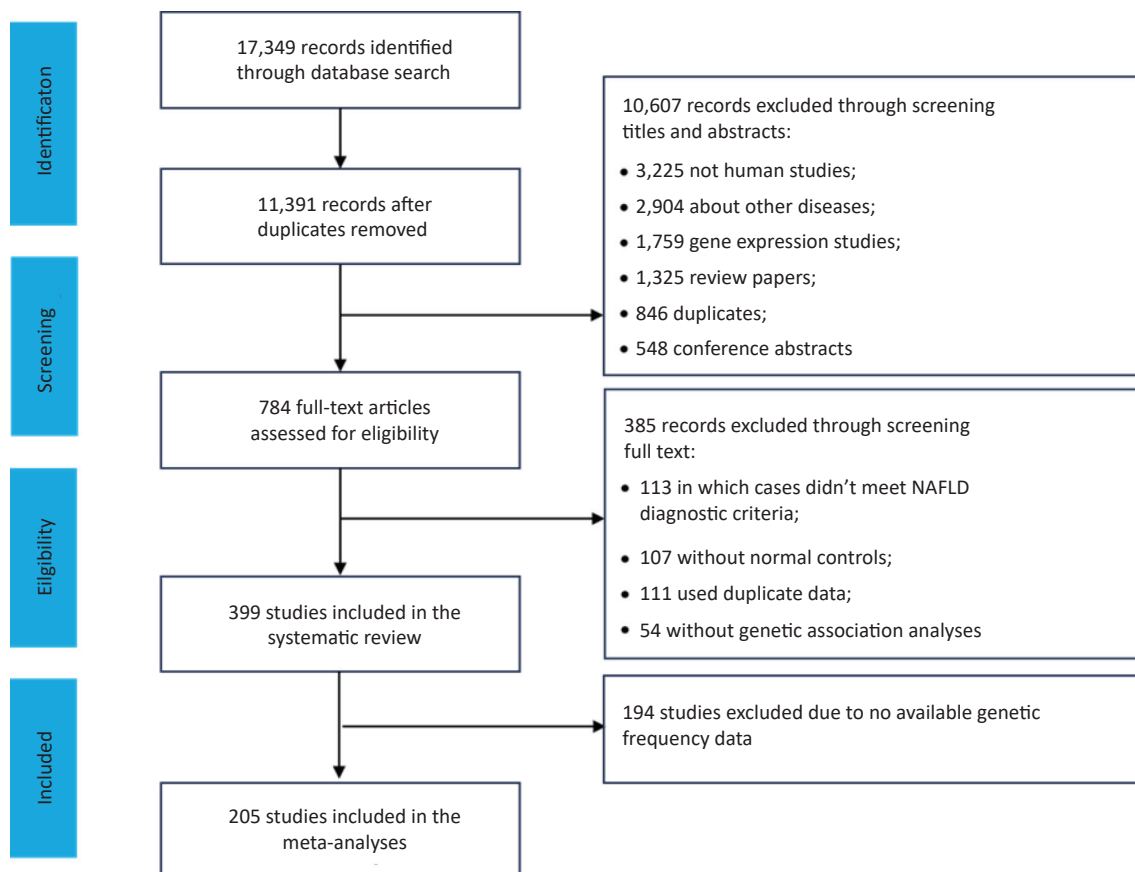 Identificaton
17,349 records identified
through database search
10,607 records excluded through screening
titles and abstracts:
• 3,225 not human studies;
• 2,904 about other diseases;
• 1,759 gene expression studies;
• 1,325 review papers;
• 846 duplicates;
• 548 conference abstracts
11,391 records after
duplicates removed
Screening
784 full-text articles
assessed for eligibility
385 records excluded through screening
full text:
• 113 in which cases didn’t meet NAFLD
diagnostic criteria;
• 107 without normal controls;
• 111 used duplicate data;
• 54 without genetic association analyses
Eilgibility
399 studies included in the
systematic review
194 studies excluded due to no available genetic
frequency data
Included
205 studies included in the
meta-analyses